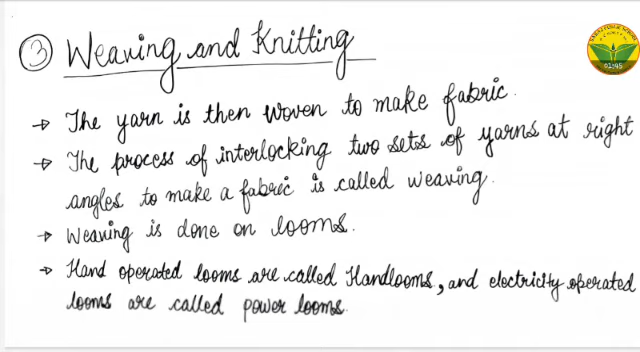 ③ Weaving and Knitting
→ The yarn is then woven to make fabric.
→ The process of interlocking two sets of yarns at right
angles to make a fabric is called weaving.
→ Weaving is done on looms.
→ Hand operated looms are called Handlooms, and electricity operated
looms are called power looms.